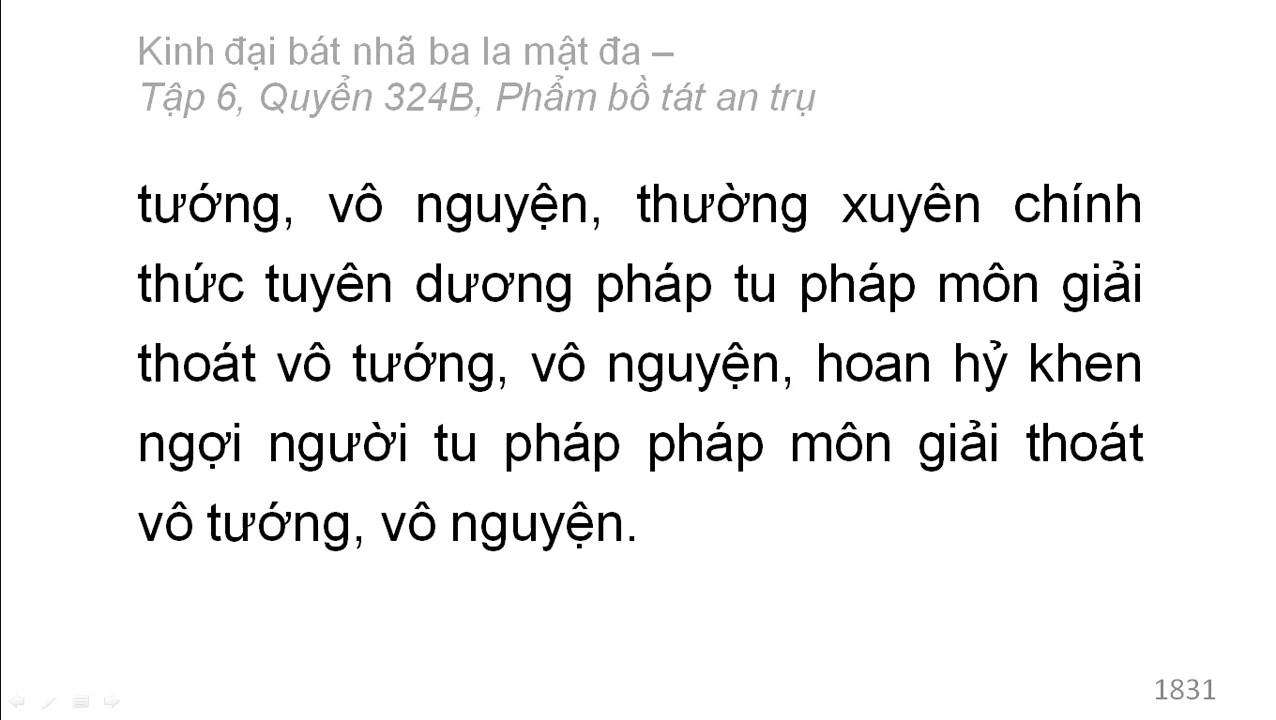 Kinh đại bát nhã ba la mật đa –
Tập 6, Quyển 324B, Phẩm bồ tát an trụ
tướng, vô nguyện, thường xuyên chính
thức tuyên dương pháp tu pháp môn giải
thoát vô tướng, vô nguyện, hoan hỷ khen
ngợi người tu pháp pháp môn giải thoát
vô tướng, vô nguyện.
1831